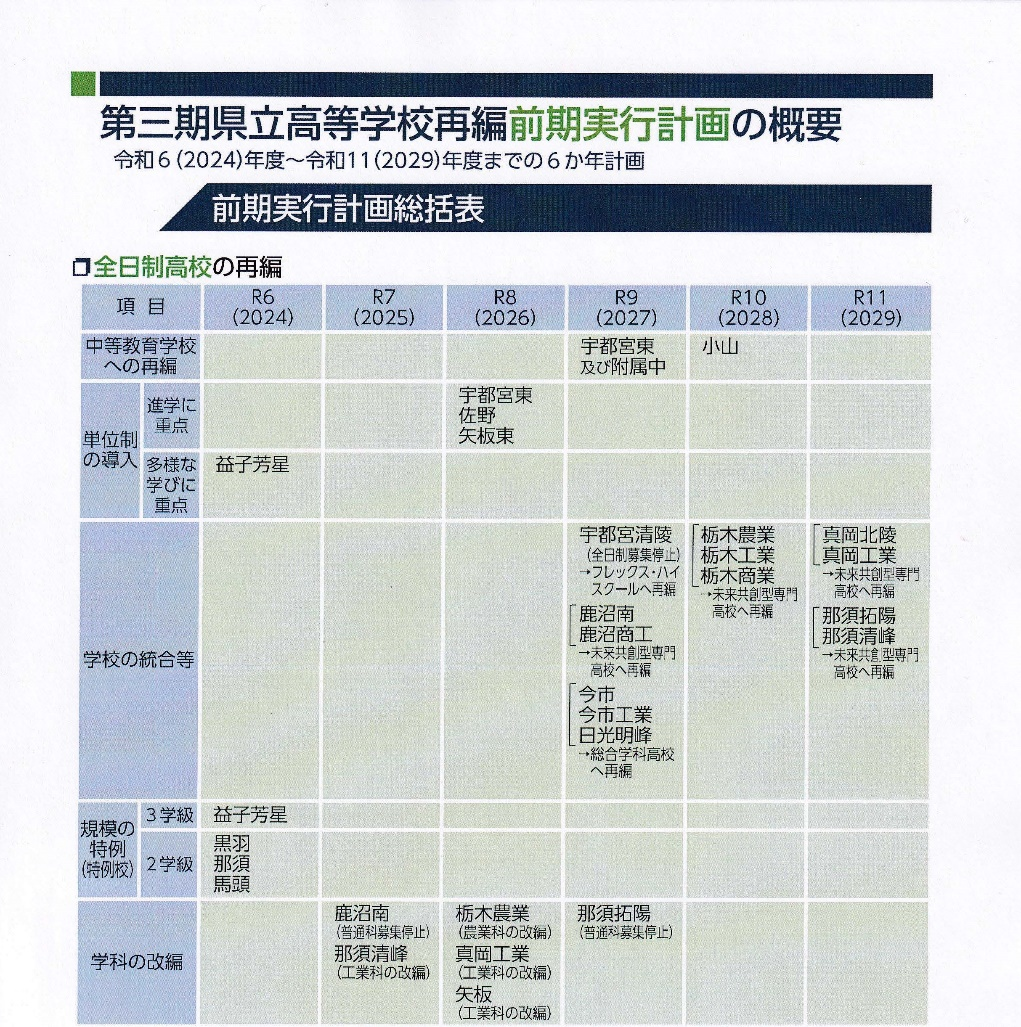 第三期県立高等学校再編前期実行計画の概要
令和6(2024)年度～令和11(2029)年度までの6か年計画
前期実行計画総括表
❏全日制高校の再編
項 目
R6
(2024)
R7
(2025)
R8
(2026)
R9
(2027)
R10
(2028)
R11
(2029)
中等教育学校
への再編
宇都宮東
及び附属中
小山
単位制
の導入
進学に
重点
宇都宮東
佐野
矢板東
多様な
学びに
重点
益子芳星
学校の統合等
宇都宮清陵
(全日制募集停止)
→フレックス・ハイ
スクールへ再編
鹿沼南
鹿沼商工
→未来共創型専門
高校へ再編
今市
今市工業
日光明峰
→総合学科高校
へ再編
栃木農業
栃木工業
栃木商業
→未来共創型専門
高校へ再編
真岡北陵
真岡工業
→未来共創型専門
高校へ再編
那須拓陽
那須清峰
→未来共創型専門
高校へ再編
規模の
特例
(特例校)
3学級
益子芳星
2学級
黒羽
那須
馬頭
学科の改編
鹿沼南
(普通科募集停止)
那須清峰
(工業科の改編)
栃木農業
(農業科の改編)
真岡工業
(工業科の改編)
矢板
(工業科の改編)
那須拓陽
(普通科募集停止)